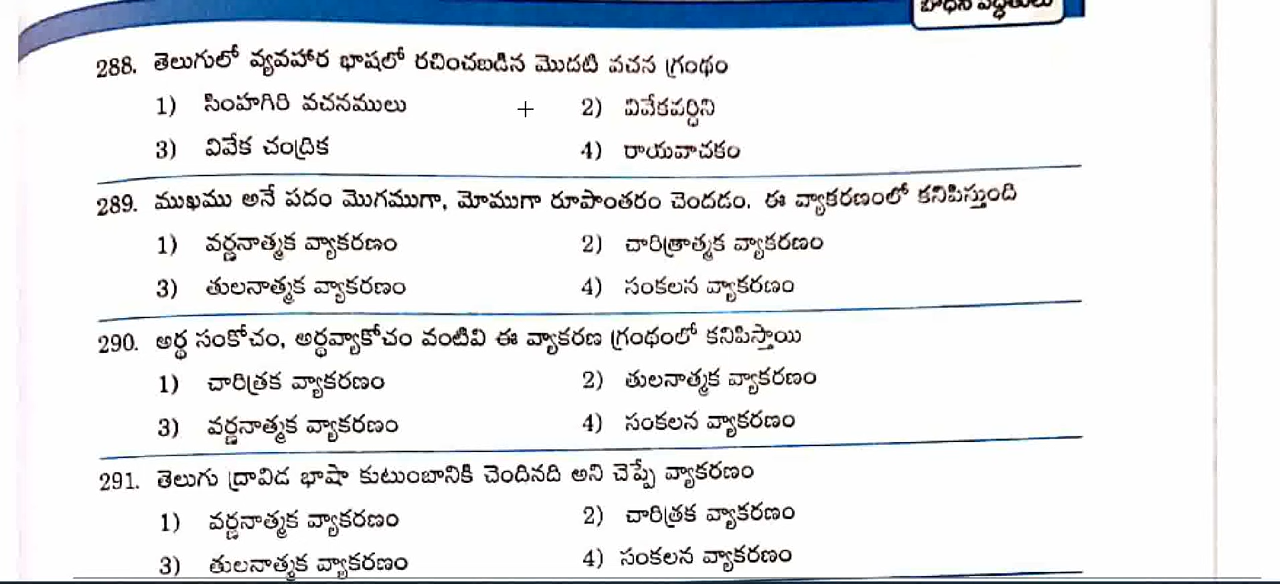 బోధన పద్ధతులు
288. తెలుగులో వ్యవహార భాషలో రచించబడిన మొదటి వచన గ్రంథం
1) సింహగిరి వచనములు + 2) వివేకవర్ధిని
3) వివేక చంద్రిక 4) రాయవాచకం
289. ముఖము అనే పదం మొగముగా, మోముగా రూపాంతరం చెందడం. ఈ వ్యాకరణంలో కనిపిస్తుంది
1) వర్ణనాత్మక వ్యాకరణం 2) చారిత్రాత్మక వ్యాకరణం
3) తులనాత్మక వ్యాకరణం 4) సంకలన వ్యాకరణం
290. అర్థ సంకోచం, అర్థవ్యాకోచం వంటివి ఈ వ్యాకరణ గ్రంథంలో కనిపిస్తాయి
1) చారిత్రక వ్యాకరణం 2) తులనాత్మక వ్యాకరణం
3) వర్ణనాత్మక వ్యాకరణం 4) సంకలన వ్యాకరణం
291. తెలుగు ద్రావిడ భాషా కుటుంబానికి చెందినది అని చెప్పే వ్యాకరణం
1) వర్ణనాత్మక వ్యాకరణం 2) చారిత్రక వ్యాకరణం
3) తులనాత్మక వ్యాకరణం 4) సంకలన వ్యాకరణం